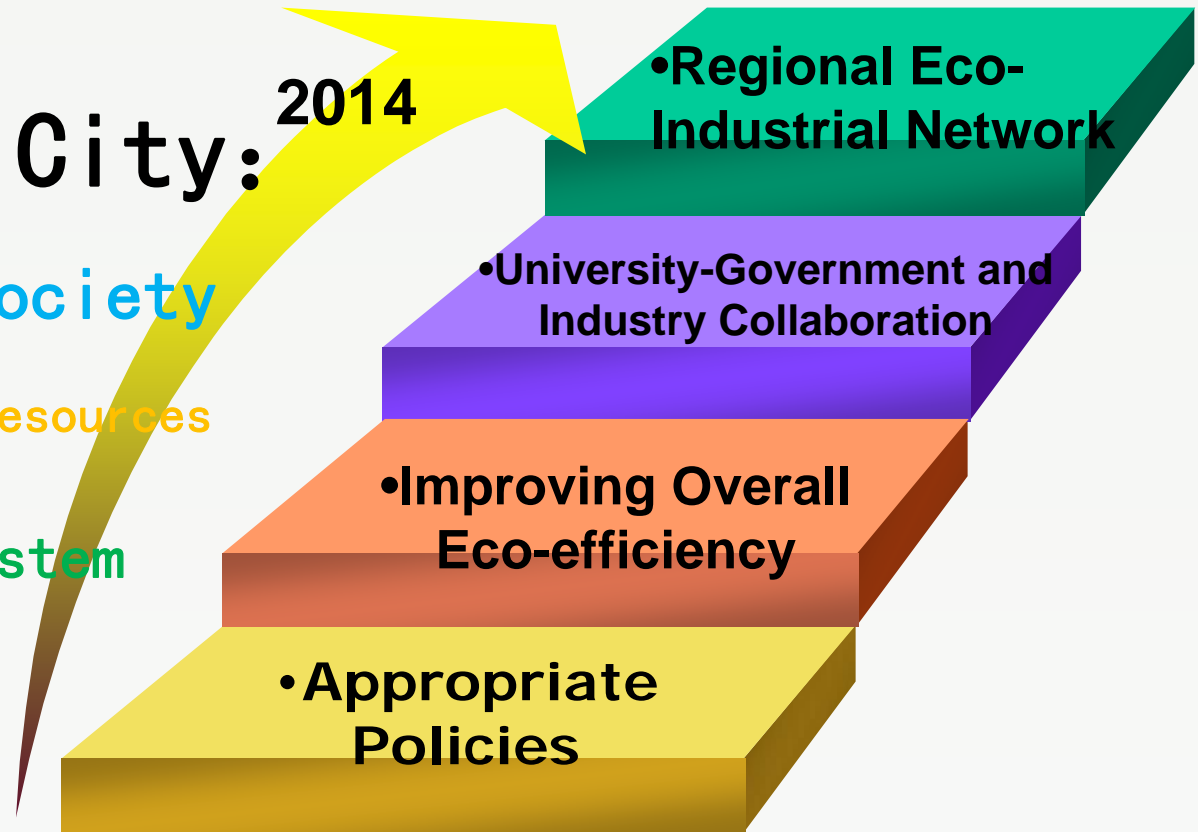 2014
City:
ociety
esources
stem
•Regional Eco-
Industrial Network
•University-Government and
Industry Collaboration
•Improving Overall
Eco-efficiency
•Appropriate
Policies